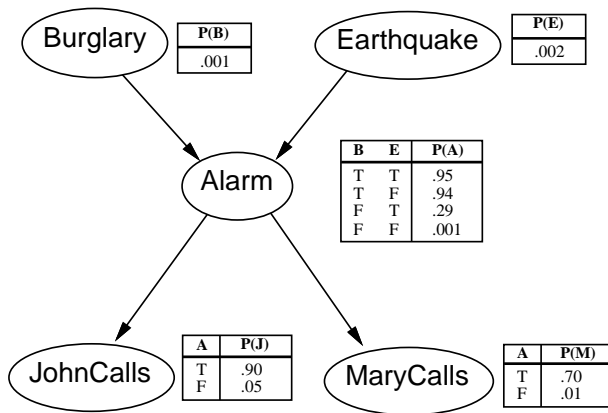 Burglary
P(B)
.001
Earthquake
P(E)
.002
Alarm
B E P(A)
T T .95
T F .94
F T .29
F F .001
JohnCalls
A P(J)
T .90
F .05
MaryCalls
A P(M)
T .70
F .01